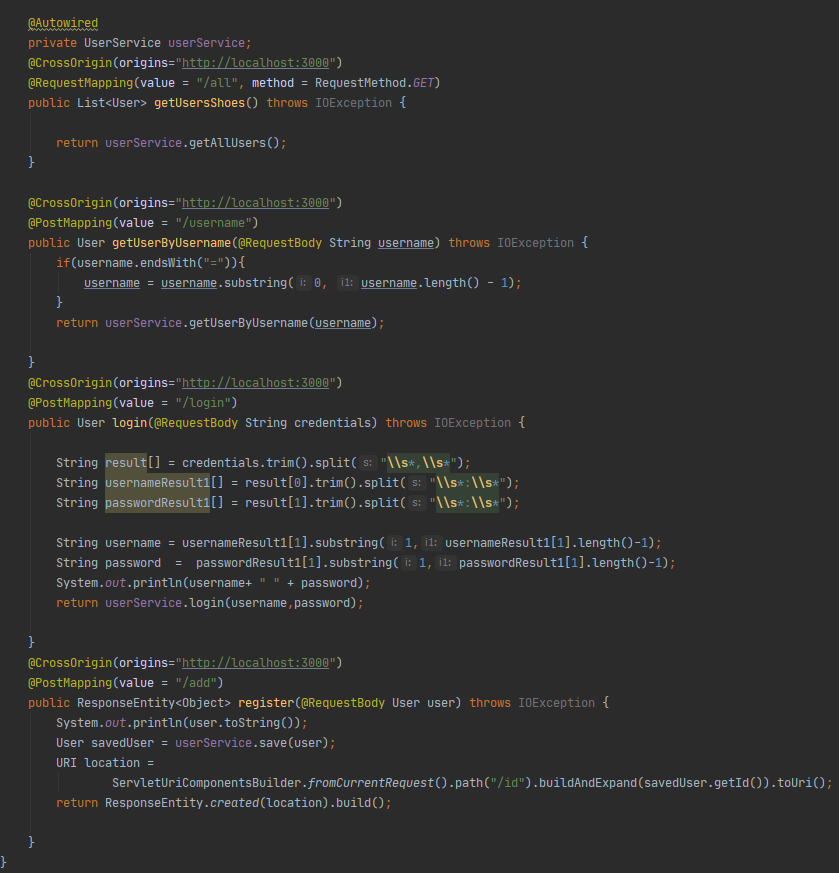 @Autowired
private UserService userService;
@CrossOrigin(origins="http://localhost:3000")
@RequestMapping(value = "/all", method = RequestMethod.GET)
public List<User> getUsersShoes() throws IOException {
return userService.getAllUsers();
}
@CrossOrigin(origins="http://localhost:3000")
@PostMapping(value = "/username")
public User getUserByUsername(@RequestBody String username) throws IOException {
if(username.endsWith("=")){
username = username.substring( i: 0, i1: username.length() - 1);
}
return userService.getUserByUsername(username);
}
@CrossOrigin(origins="http://localhost:3000")
@PostMapping(value = "/login")
public User login(@RequestBody String credentials) throws IOException {
String result[] = credentials.trim().split( s: "\\s*,\\s*");
String usernameResult1[] = result[0].trim().split( s: "\\s*:\\s*");
String passwordResult1[] = result[1].trim().split( s: "\\s*:\\s*");
String username = usernameResult1[1].substring( i: 1, i1: usernameResult1[1].length()-1);
String password  =  passwordResult1[1].substring( i: 1, i1: passwordResult1[1].length()-1);
System.out.println(username+ " " + password);
return userService.login(username,password);
}
@CrossOrigin(origins="http://localhost:3000")
@PostMapping(value = "/add")
public ResponseEntity<Object> register(@RequestBody User user) throws IOException {
System.out.println(user.toString());
User savedUser = userService.save(user);
URI location =
ServletUriComponentsBuilder.fromCurrentRequest().path("/id").buildAndExpand(savedUser.getId()).toUri();
return ResponseEntity.created(location).build();
}
}